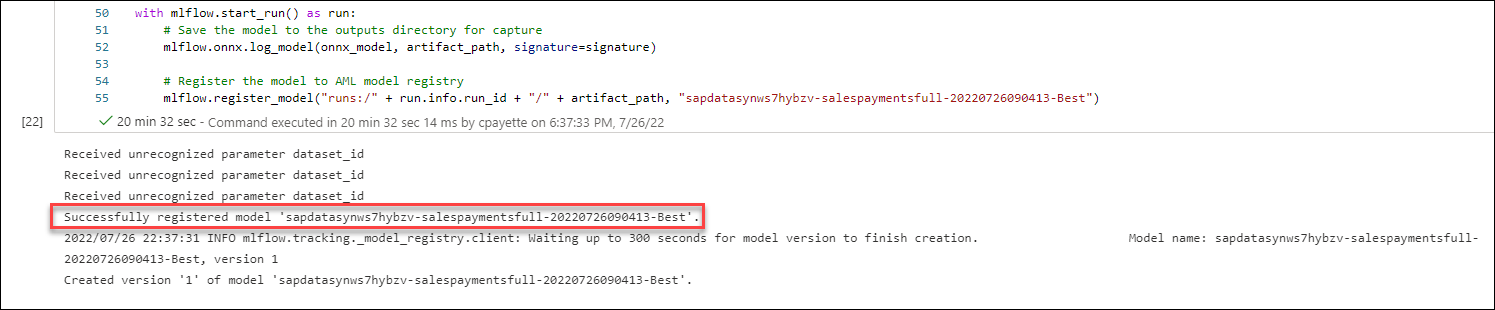 50 with mlflow.start_run() as run:
51 # Save the model to the outputs directory for capture
52 mlflow.onnx.log_model(onnx_model, artifact_path, signature=signature)
53
54 # Register the model to AML model registry
55 mlflow.register_model("runs:/" + run.info.run_id + "/" + artifact_path, "sapdatasynws7hybzv-salespaymentsfull-20220726090413-Best")
[22] ✓ 20 min 32 sec - Command executed in 20 min 32 sec 14 ms by cpayette on 6:37:33 PM, 7/26/22
Received unrecognized parameter dataset_id
Received unrecognized parameter dataset_id
Received unrecognized parameter dataset_id
Successfully registered model 'sapdatasynws7hybzv-salespaymentsfull-20220726090413-Best'.
2022/07/26 22:37:31 INFO mlflow.tracking._model_registry.client: Waiting up to 300 seconds for model version to finish creation. Model name: sapdatasynws7hybzv-salespaymentsfull-
20220726090413-Best, version 1
Created version '1' of model 'sapdatasynws7hybzv-salespaymentsfull-20220726090413-Best'.